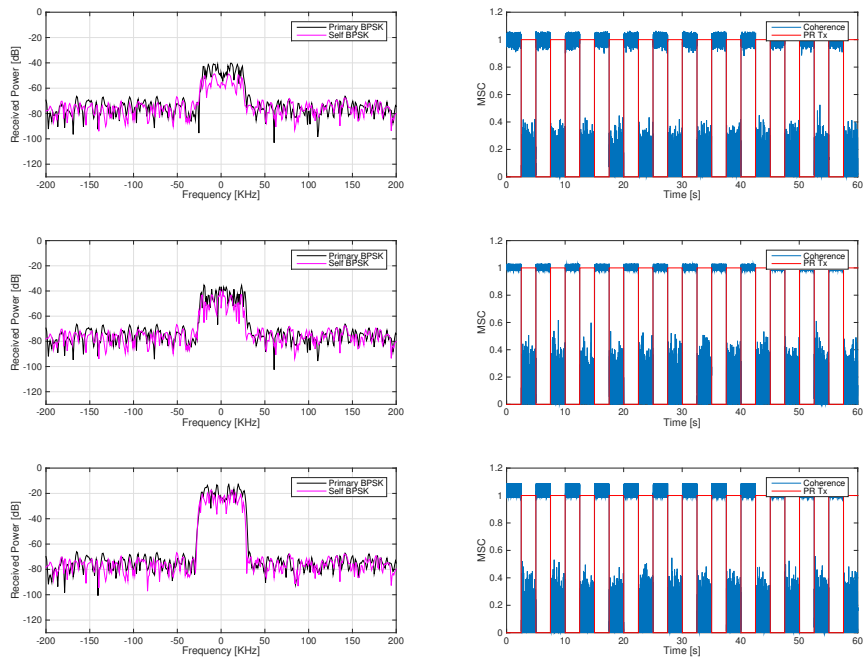 0
-20
-40
-60
-80
-100
-120
Received Power [dB]
-200 -150 -100 -50 0 50 100 150 200
Frequency [KHz]
Primary BPSK
Self BPSK
1.2
1
0.8
0.6
0.4
0.2
0
MSC
0 10 20 30 40 50 60
Time [s]
Coherence
PR Tx
0
-20
-40
-60
-80
-100
-120
Received Power [dB]
-200 -150 -100 -50 0 50 100 150 200
Frequency [KHz]
Primary BPSK
Self BPSK
1.2
1
0.8
0.6
0.4
0.2
0
MSC
0 10 20 30 40 50 60
Time [s]
Coherence
PR Tx
0
-20
-40
-60
-80
-100
-120
Received Power [dB]
-200 -150 -100 -50 0 50 100 150 200
Frequency [KHz]
Primary BPSK
Self BPSK
1.2
1
0.8
0.6
0.4
0.2
0
MSC
0 10 20 30 40 50 60
Time [s]
Coherence
PR Tx